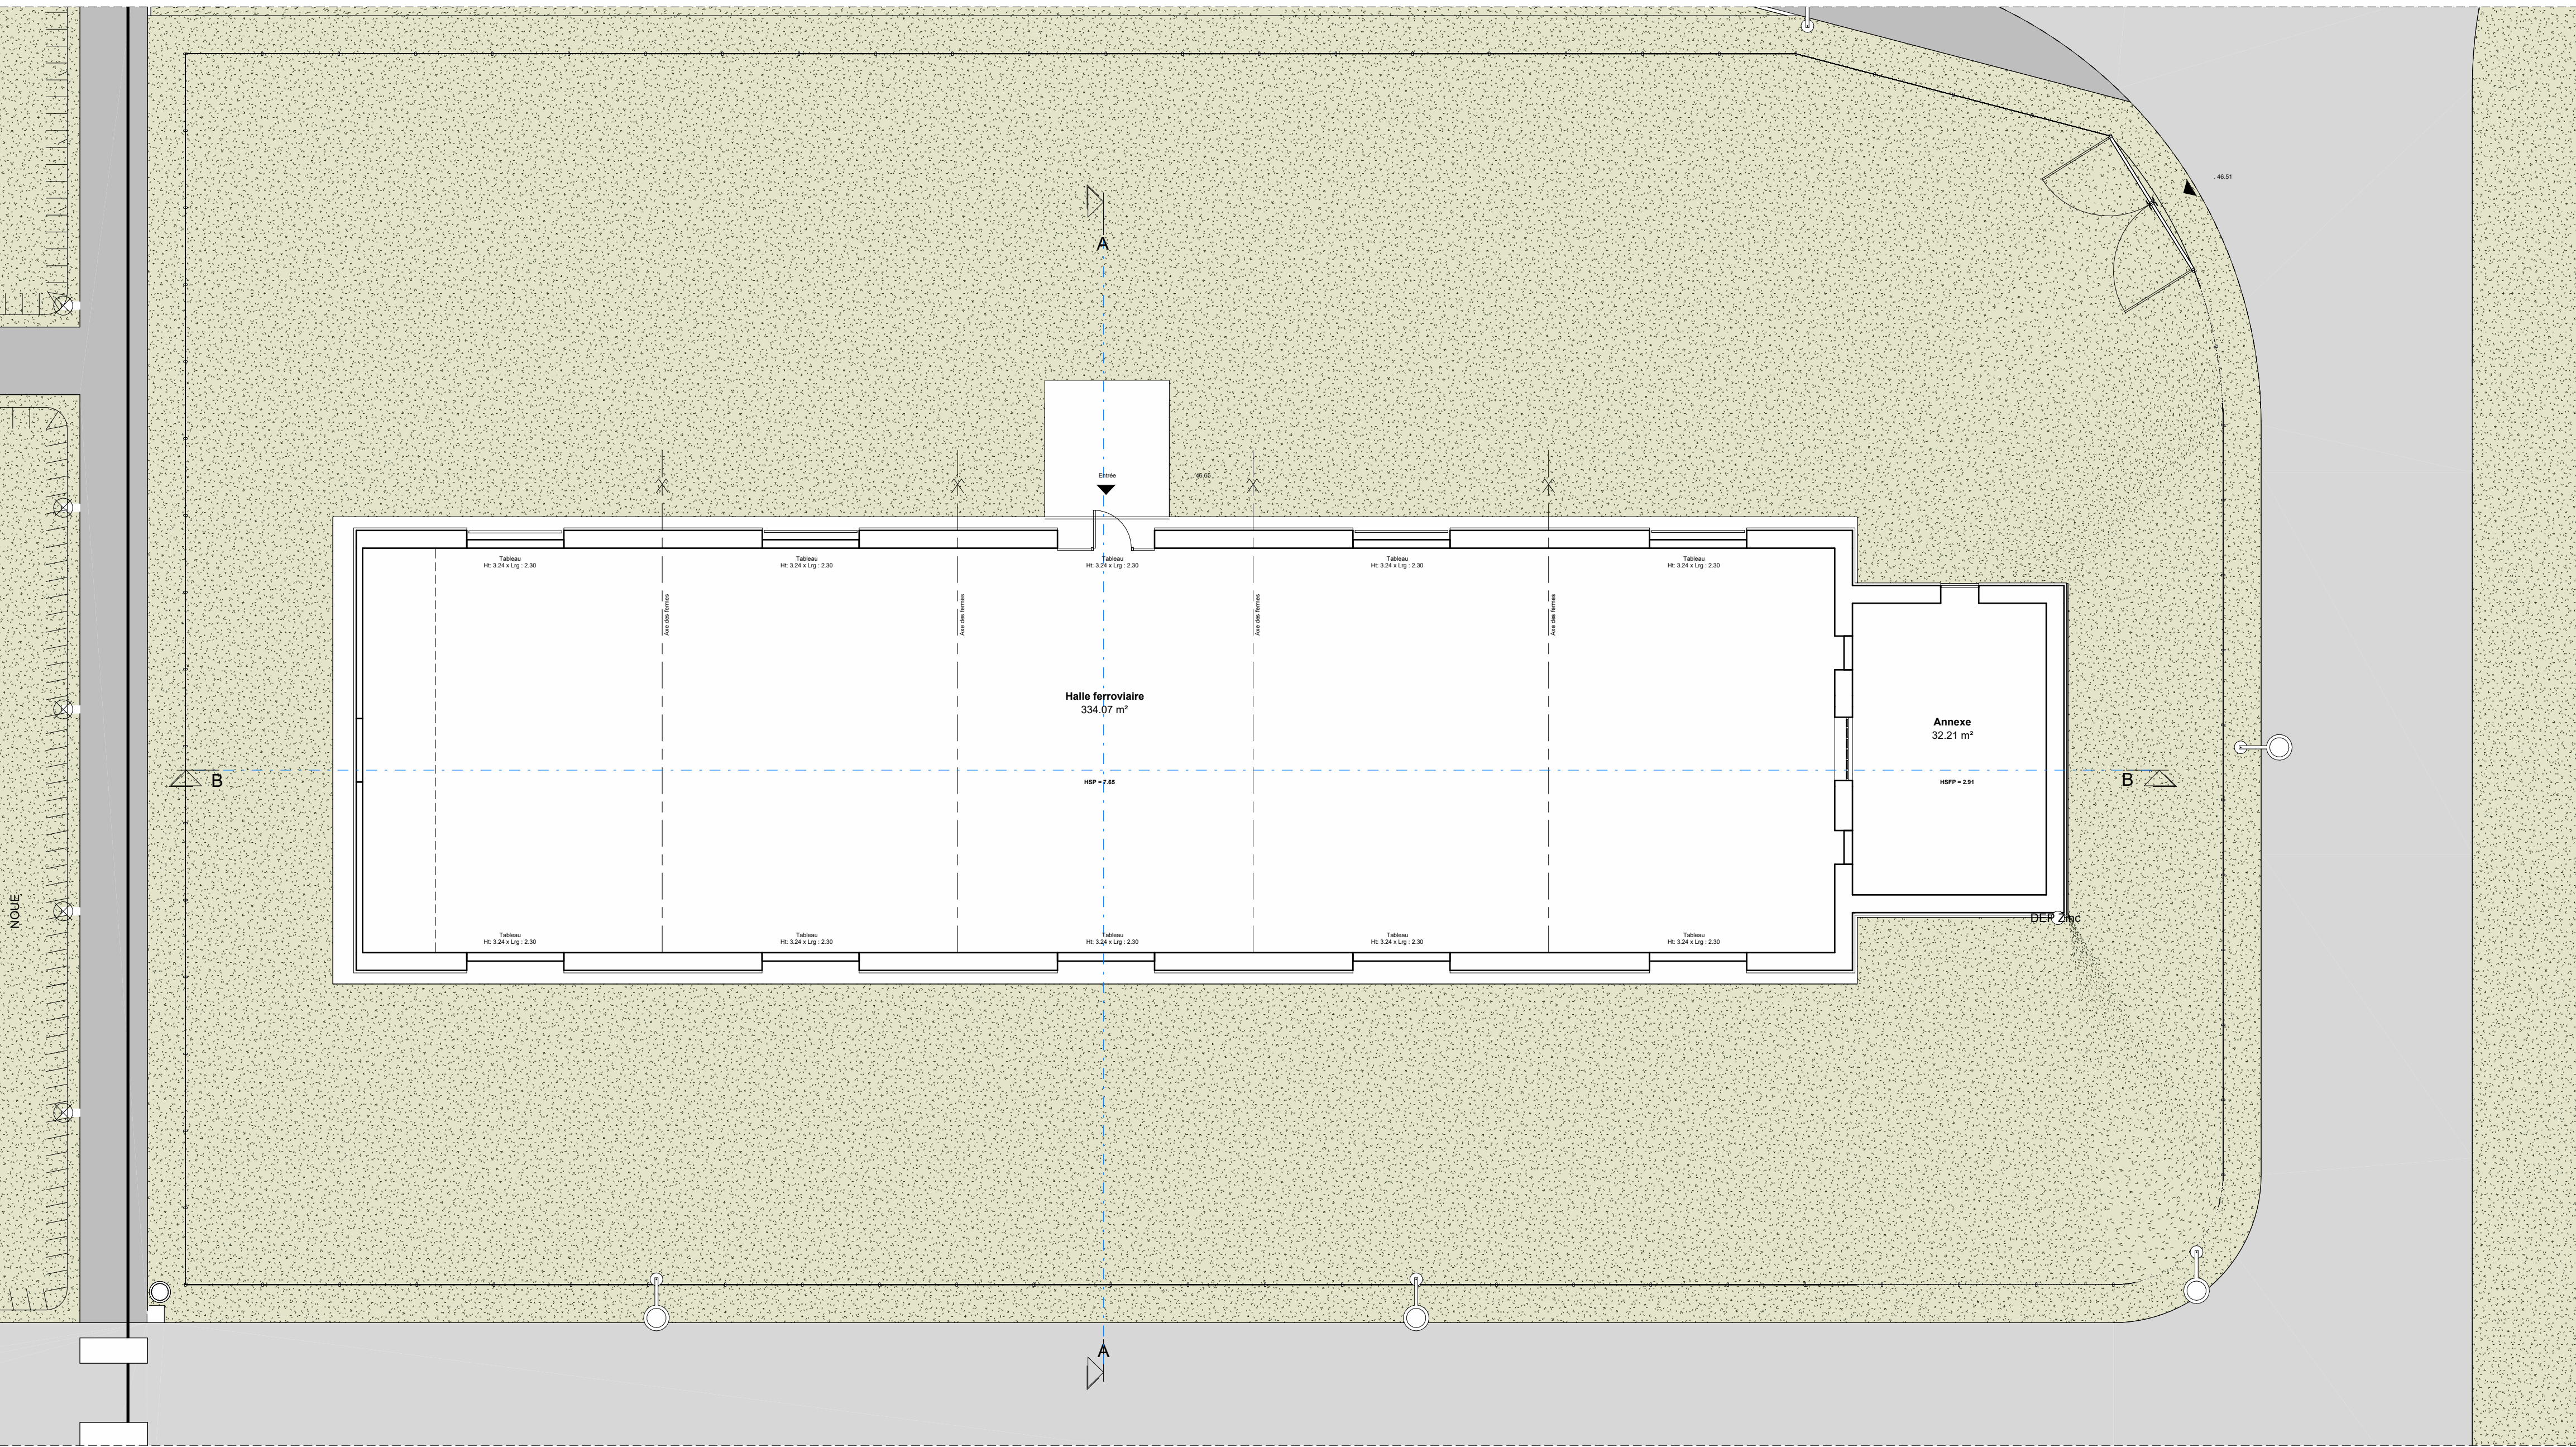 . 46.51
A
Entrée
46.65
Tableau
Ht: 3.24 x Lrg : 2.30
Tableau
Ht: 3.24 x Lrg : 2.30
Tableau
Ht: 3.24 x Lrg : 2.30
Tableau
Ht: 3.24 x Lrg : 2.30
Tableau
Ht: 3.24 x Lrg : 2.30
Axe des fermes
Axe des fermes
Axe des fermes
Axe des fermes
Halle ferroviaire
334.07 m²
Annexe
32.21 m²
B
HSP = 7.65
HSFP = 2.91
B
NOUE
DEP Zinc
Tableau
Ht: 3.24 x Lrg : 2.30
Tableau
Ht: 3.24 x Lrg : 2.30
Tableau
Ht: 3.24 x Lrg : 2.30
Tableau
Ht: 3.24 x Lrg : 2.30
Tableau
Ht: 3.24 x Lrg : 2.30
A